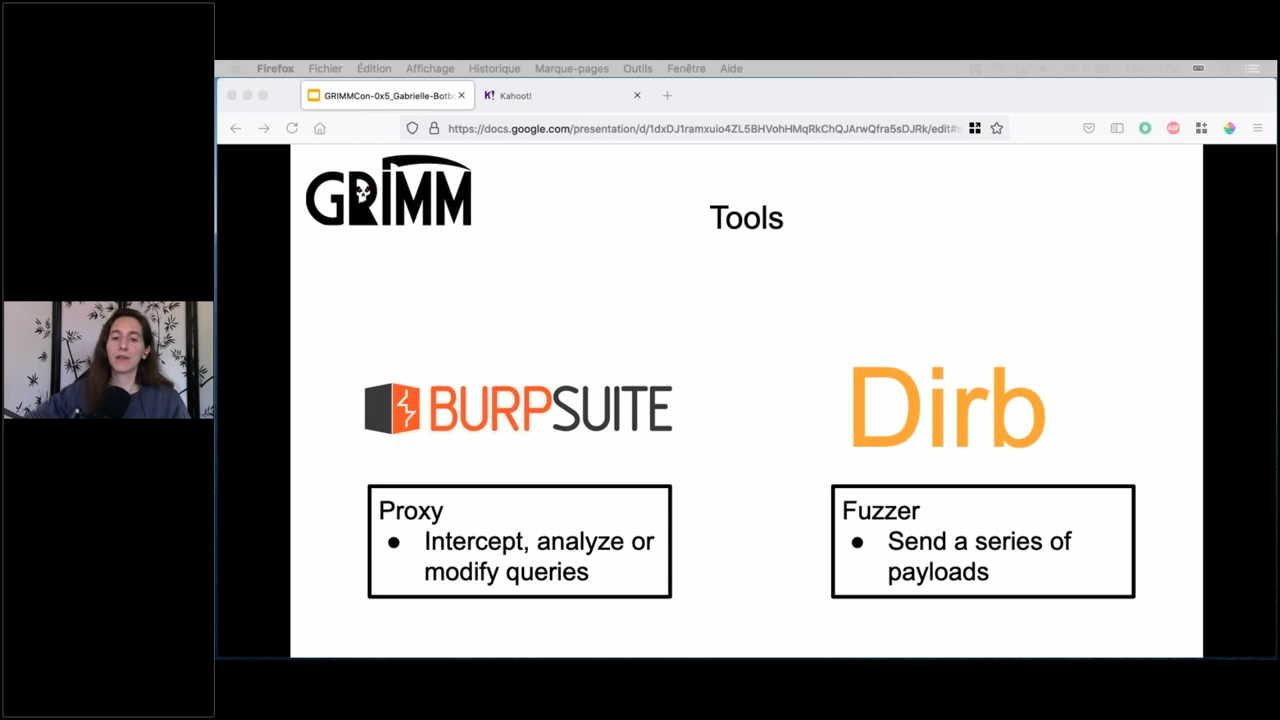 Firefox Fichier Édition Affichage Historique Marque-pages Outils Fenêtre Aide
GRIMMCon-0x5_Gabrielle-Botb
K! Kahoot!
https://docs.google.com/presentation/d/1dxDJ1ramxuio4ZL5BHVohHMqRkChQJArwQfra5sDJRk/edit#
ABP
GRIMM
Tools
BURPSUITE
Dirb
Proxy
● Intercept, analyze or
modify queries
Fuzzer
● Send a series of
payloads